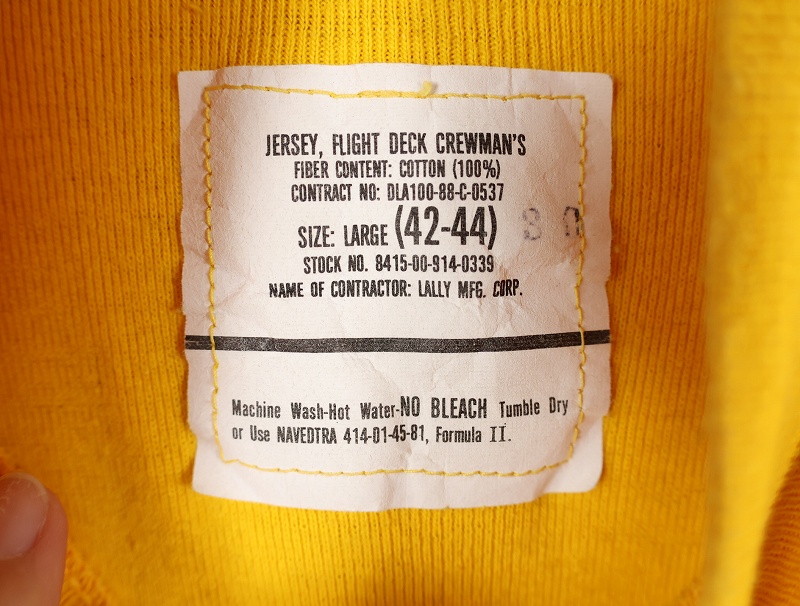 JERSEY, FLIGHT DECK CREWMAN'S
FIBER CONTENT: COTTON (100%)
CONTRACT NO: DLA100-88-C-0537
SIZE: LARGE (42-44)
STOCK NO. 8415-00-914-0339
NAME OF CONTRACTOR: LALLY MFG. CORP.
Machine Wash-Hot Water-NO BLEACH Tumble Dry
or Use NAVEDTRA 414-01-45-81, Formula II.